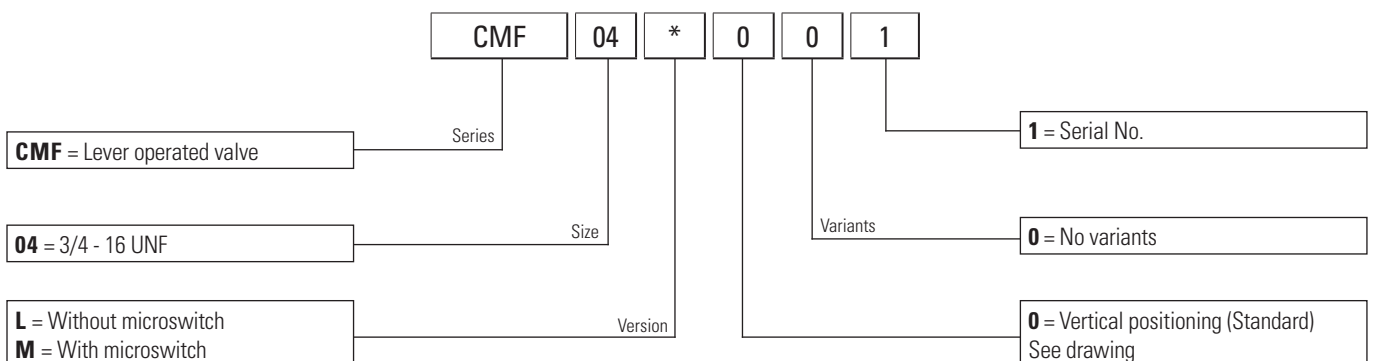 CMF 04 * 0 0 1
Series
CMF = Lever operated valve
1 = Serial No.
Size
04 = 3/4 - 16 UNF
Variants
0 = No variants
Version
L = Without microswitch
M = With microswitch
0 = Vertical positioning (Standard)
See drawing